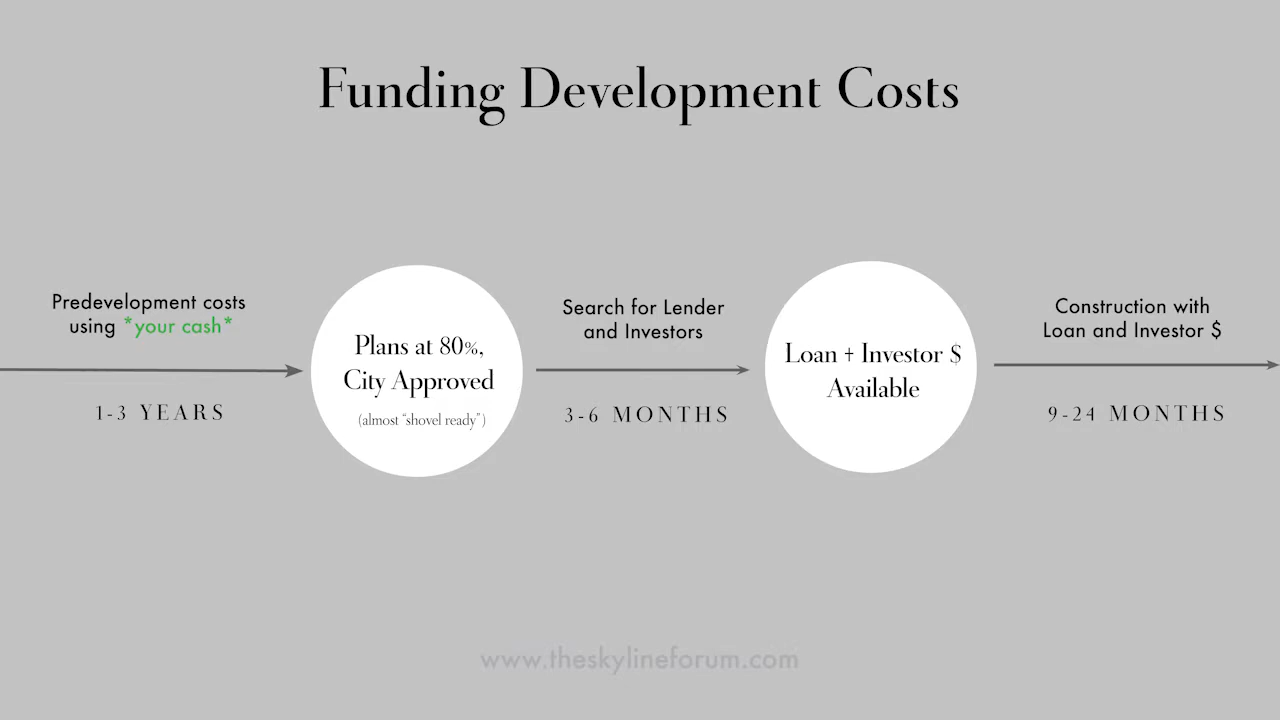 Funding Development Costs
Predevelopment costs
using *your cash*
1-3 YEARS
Plans at 80%,
City Approved
(almost “shovel ready”)
Search for Lender
and Investors
3-6 MONTHS
Loan + Investor $
Available
Construction with
Loan and Investor $
9-24 MONTHS
www.theskylineforum.com